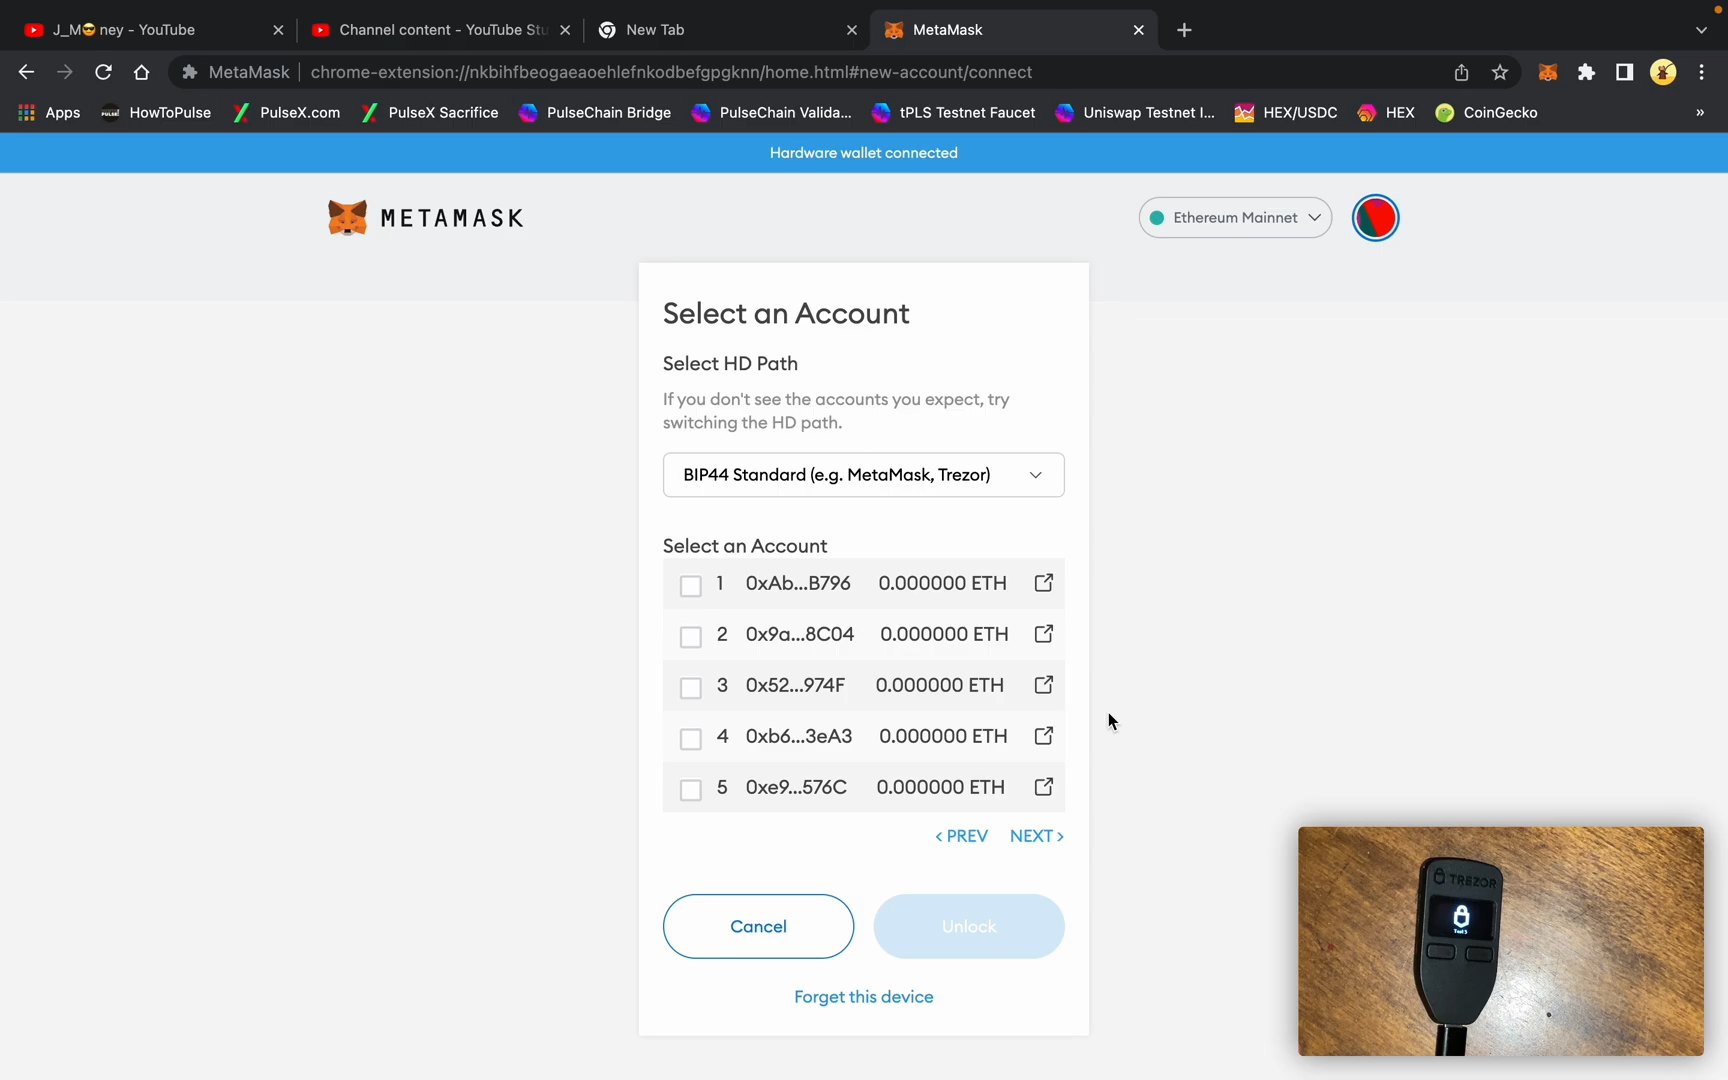 J_M😎ney - YouTube
Channel content - YouTube Stu
New Tab
MetaMask
MetaMask
chrome-extension://nkbihfbeogaeaoehlefnkodbefgpgknn/home.html#new-account/connect
Apps
HowToPulse
PulseX.com
PulseX Sacrifice
PulseChain Bridge
PulseChain Valida...
tPLS Testnet Faucet
Uniswap Testnet I...
HEX/USDC
HEX
CoinGecko
»
Hardware wallet connected
METAMASK
Ethereum Mainnet
Select an Account
Select HD Path
If you don't see the accounts you expect, try
switching the HD path.
BIP44 Standard (e.g. MetaMask, Trezor)
Select an Account
1 0xAb...B796 0.000000 ETH
2 0x9a...8C04 0.000000 ETH
3 0x52...974F 0.000000 ETH
4 0xb6...3eA3 0.000000 ETH
5 0xe9...576C 0.000000 ETH
< PREV NEXT >
Cancel
Unlock
Forget this device
TREZOR